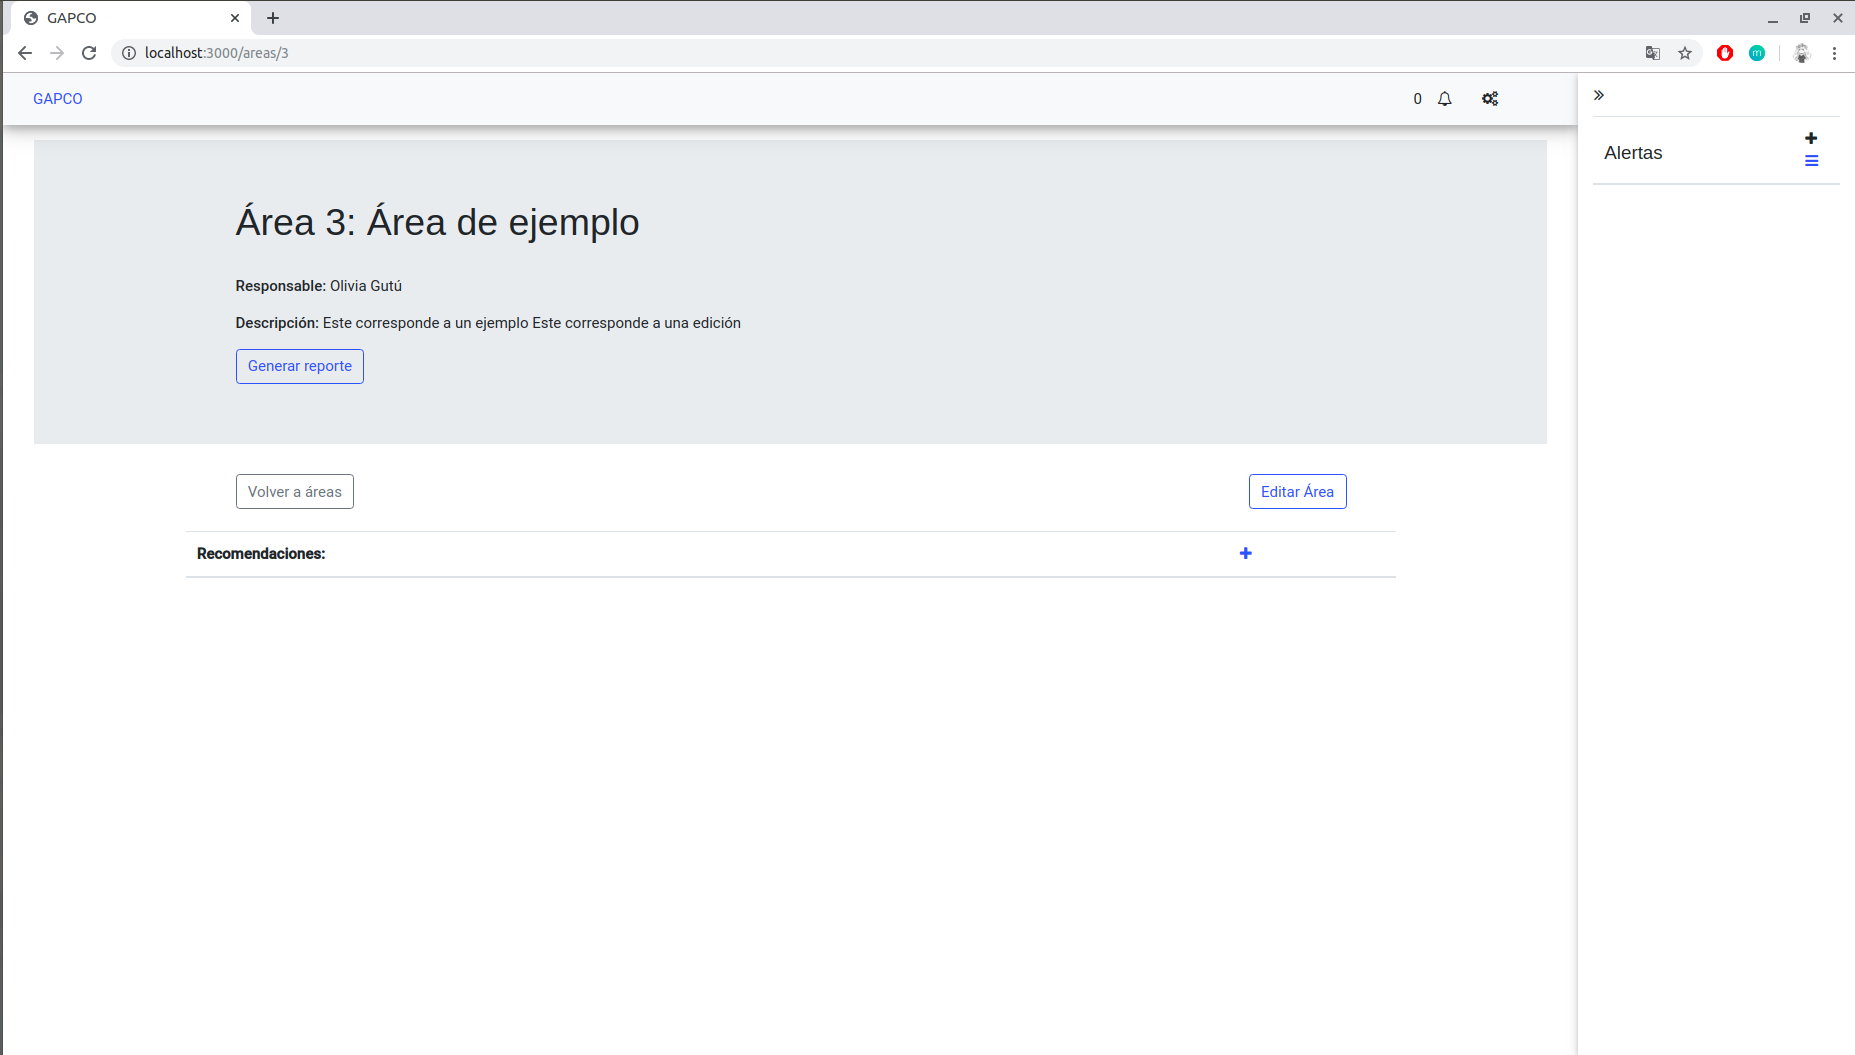 GAPCO
localhost:3000/areas/3
GAPCO
0
Alertas
Área 3: Área de ejemplo
Responsable: Olivia Gutú
Descripción: Este corresponde a un ejemplo Este corresponde a una edición
Generar reporte
Volver a áreas
Editar Área
Recomendaciones: